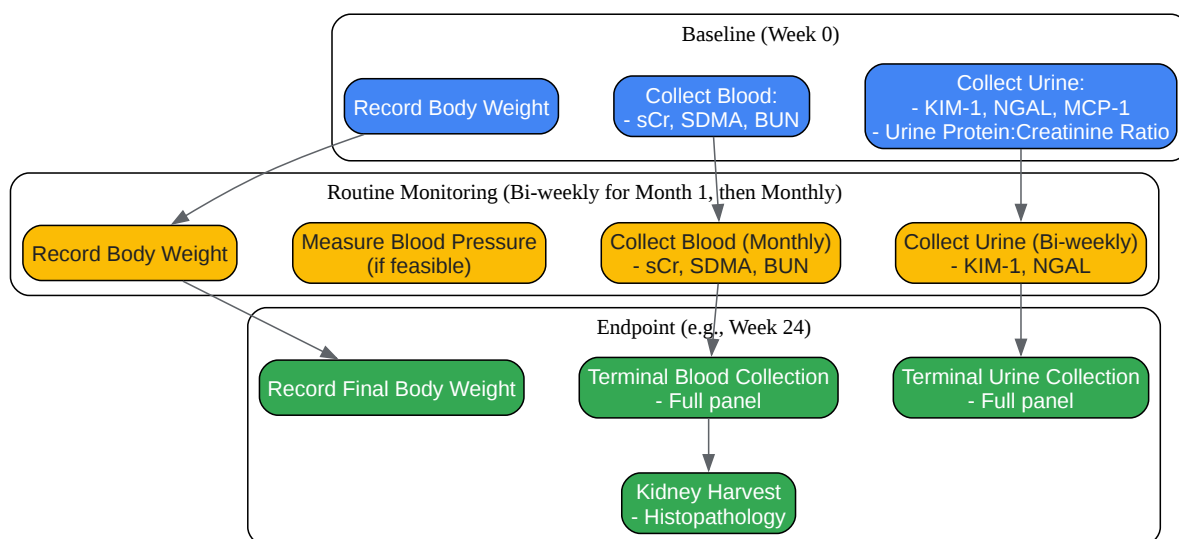 Baseline (Week 0)
Record Body Weight
Collect Blood:
- sCr, SDMA, BUN
Collect Urine:
- KIM-1, NGAL, MCP-1
- Urine Protein:Creatinine Ratio
Routine Monitoring (Bi-weekly for Month 1, then Monthly)
Record Body Weight
Measure Blood Pressure
(if feasible)
Collect Blood (Monthly)
- sCr, SDMA, BUN
Collect Urine (Bi-weekly)
- KIM-1, NGAL
Endpoint (e.g., Week 24)
Record Final Body Weight
Terminal Blood Collection
- Full panel
Terminal Urine Collection
- Full panel
Kidney Harvest
- Histopathology